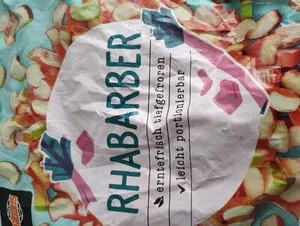 RHABARBER
erntefrisch tiefgefroren
leicht portionierbar